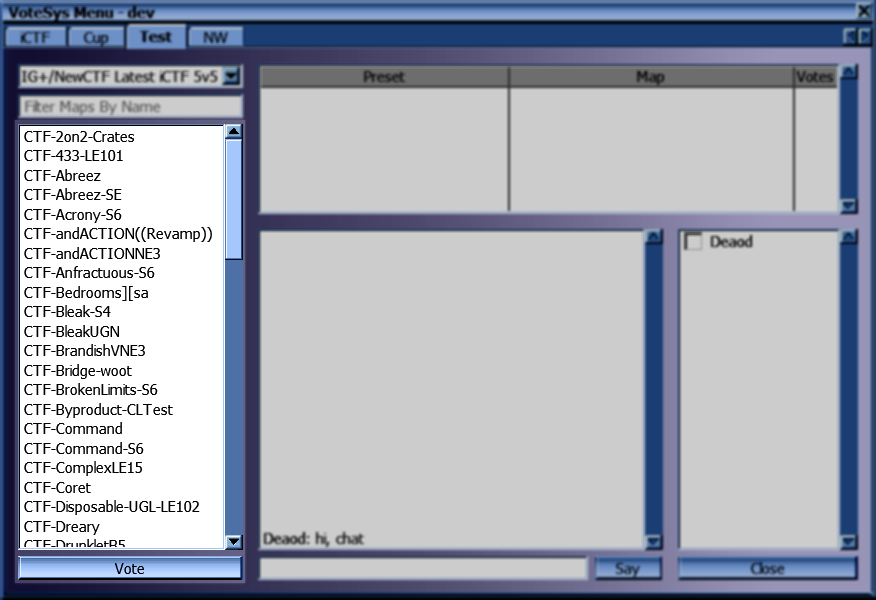 VoteSys Menu - dev
iCTF Cup Test NW
IG+/NewCTF Latest iCTF 5v5
Filter Maps By Name
CTF-2on2-Crates
CTF-433-LE101
CTF-Abreez
CTF-Abreez-SE
CTF-Acrony-S6
CTF-andACTION((Revamp))
CTF-andACTIONNE3
CTF-Anfractuous-S6
CTF-Bedrooms][sa
CTF-Bleak-S4
CTF-BleakUGN
CTF-BrandishVNE3
CTF-Bridge-woot
CTF-BrokenLimits-S6
CTF-Byproduct-CLTest
CTF-Command
CTF-Command-S6
CTF-ComplexLE15
CTF-Coret
CTF-Disposable-UGL-LE102
CTF-Dreary
CTF-DrunkletB5
Vote
Preset Map Votes
Deaod: hi, chat
Say
Deaod
Close